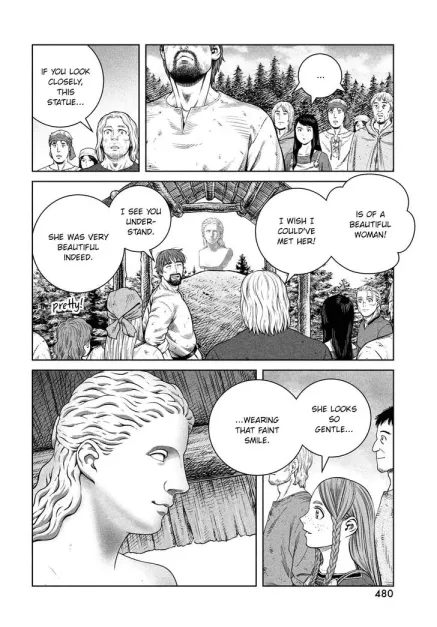 ...
IF YOU
LOOK
CLOSELY,
THIS
STATUE...
IS OF A
BEAUTIFUL
WOMAN!
I WISH I
COULD'VE
MET HER!
I SEE YOU
UNDER-
STAND.
SHE WAS VERY
BEAUTIFUL
INDEED.
pretty!
SHE LOOKS
SO
GENTLE...
...WEARING
THAT FAINT
SMILE.
480